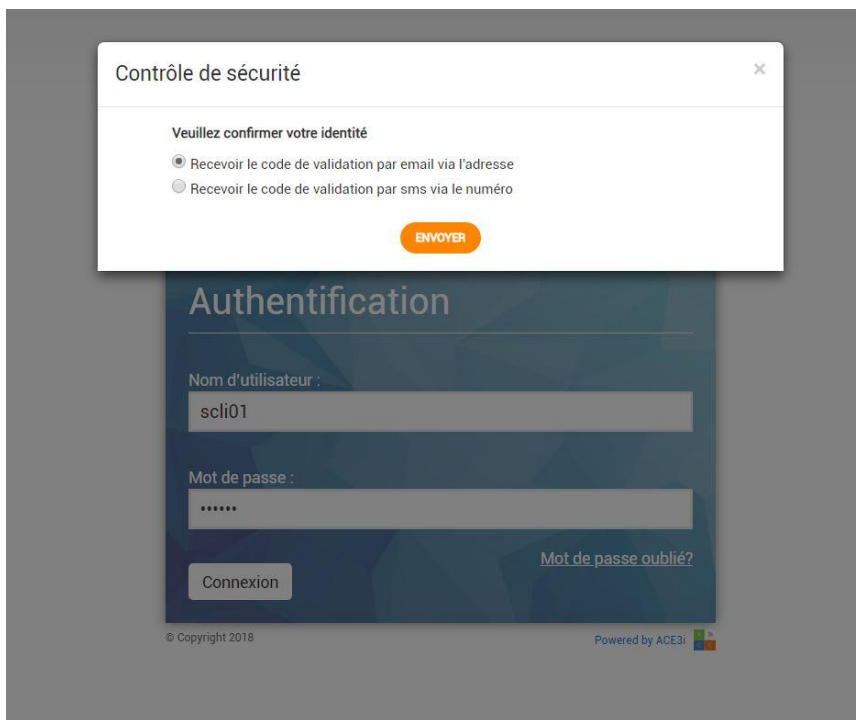 Contrôle de sécurité
×
Veuillez confirmer votre identité
Recevoir le code de validation par email via l'adresse
Recevoir le code de validation par sms via le numéro
ENVOYER
Authentification
Nom d'utilisateur :
scli01
Mot de passe :
••••••
Mot de passe oublié?
Connexion
© Copyright 2018
Powered by ACE3i